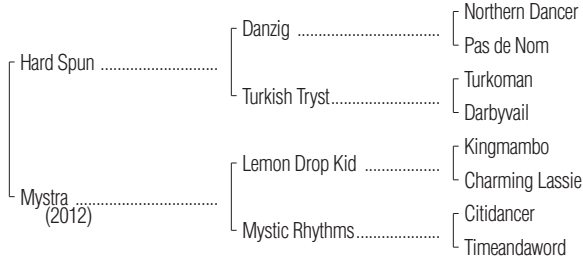 Northern Dancer
Danzig ................................
Pas de Nom
Hard Spun ...........................
Turkoman
Turkish Tryst.........................
Darbyvail
Kingmambo
Lemon Drop Kid .................
Charming Lassie
Mystra .................................
(2012)
Citidancer
Mystic Rhythms...................
Timeandaword